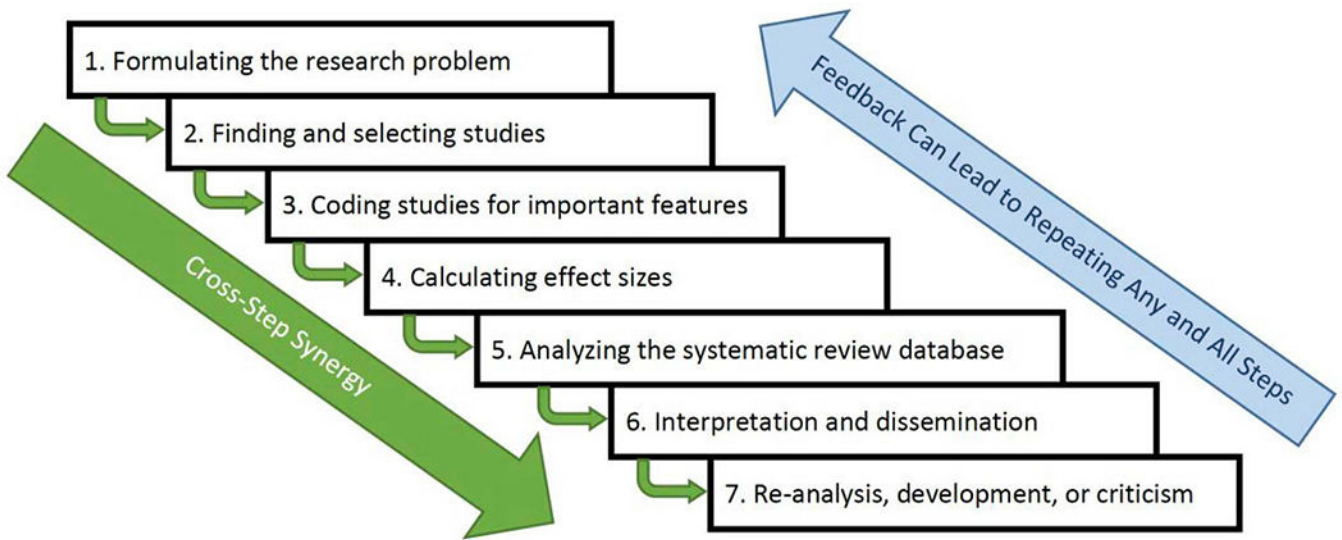 1. Formulating the research problem
2. Finding and selecting studies
3. Coding studies for important features
4. Calculating effect sizes
5. Analyzing the systematic review database
6. Interpretation and dissemination
7. Re-analysis, development, or criticism
Cross-Step Synergy
Feedback Can Lead to Repeating Any and All Steps